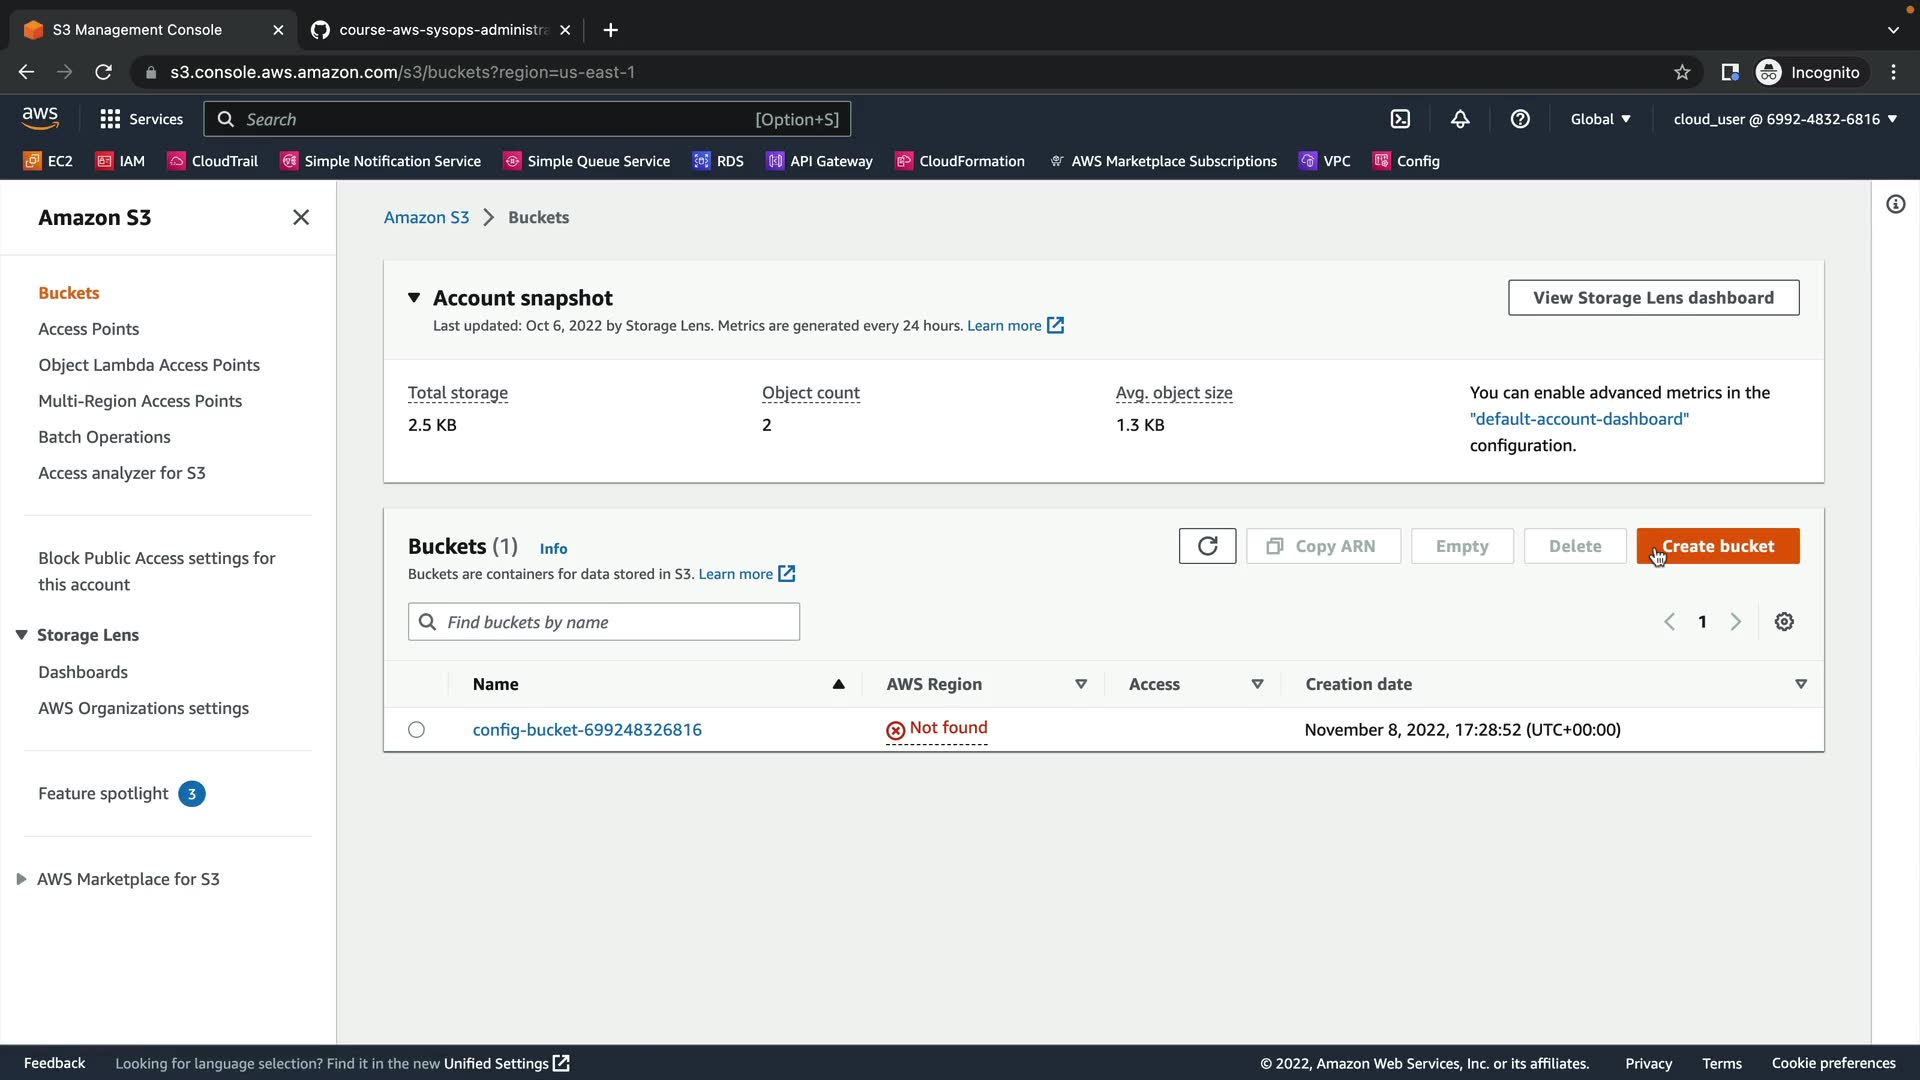 S3 Management Console
course-aws-sysops-administra
s3.console.aws.amazon.com/s3/buckets?region=us-east-1
Incognito
aws
Services
Search
[Option+S]
Global
cloud_user @ 6992-4832-6816
EC2
IAM
CloudTrail
Simple Notification Service
Simple Queue Service
RDS
API Gateway
CloudFormation
AWS Marketplace Subscriptions
VPC
Config
Amazon S3
Buckets
Access Points
Object Lambda Access Points
Multi-Region Access Points
Batch Operations
Access analyzer for S3
Block Public Access settings for
this account
Storage Lens
Dashboards
AWS Organizations settings
Feature spotlight 3
AWS Marketplace for S3
Amazon S3 > Buckets
Account snapshot
Last updated: Oct 6, 2022 by Storage Lens. Metrics are generated every 24 hours. Learn more
View Storage Lens dashboard
Total storage
2.5 KB
Object count
2
Avg. object size
1.3 KB
You can enable advanced metrics in the
"default-account-dashboard"
configuration.
Buckets (1) Info
Buckets are containers for data stored in S3. Learn more
Copy ARN
Empty
Delete
Create bucket
Find buckets by name
1
Name
AWS Region
Access
Creation date
config-bucket-699248326816
Not found
November 8, 2022, 17:28:52 (UTC+00:00)
Feedback
Looking for language selection? Find it in the new Unified Settings
© 2022, Amazon Web Services, Inc. or its affiliates.
Privacy
Terms
Cookie preferences